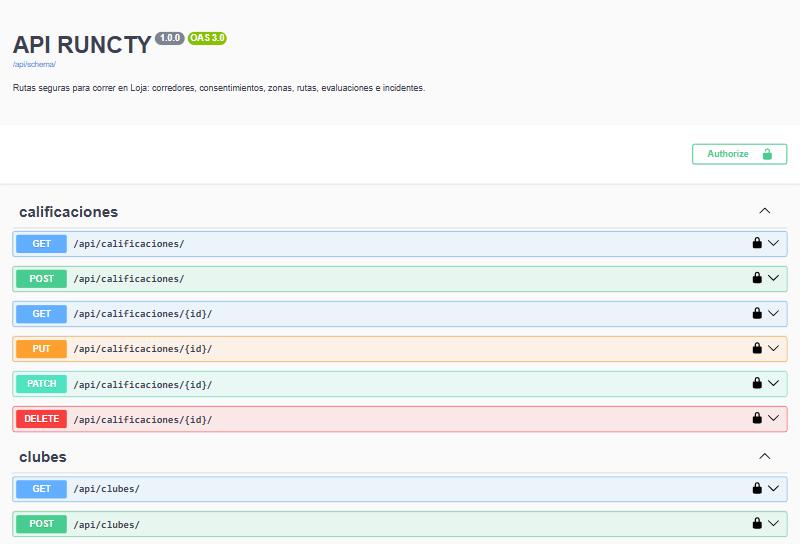 API RUNCTY 1.0.0 OAS 3.0
/api/schema/
Rutas seguras para correr en Loja: corredores, consentimientos, zonas, rutas, evaluaciones e incidentes.
Authorize
calificaciones
GET /api/calificaciones/
POST /api/calificaciones/
GET /api/calificaciones/{id}/
PUT /api/calificaciones/{id}/
PATCH /api/calificaciones/{id}/
DELETE /api/calificaciones/{id}/
clubes
GET /api/clubes/
POST /api/clubes/